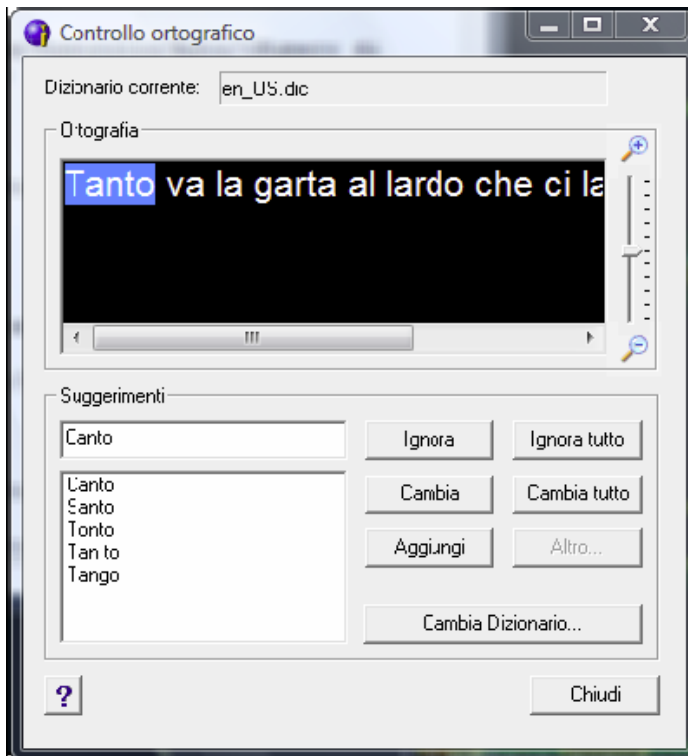 Controllo ortografico
Dizionario corrente: en_US.dic
Ortografia
Tanto va la garta al lardo che ci la
Suggerimenti
Canto
Ignora
Ignora tutto
Canto
Santo
Tonto
Tan to
Tango
Cambia
Cambia tutto
Aggiungi
Altro...
Cambia Dizionario...
?
Chiudi